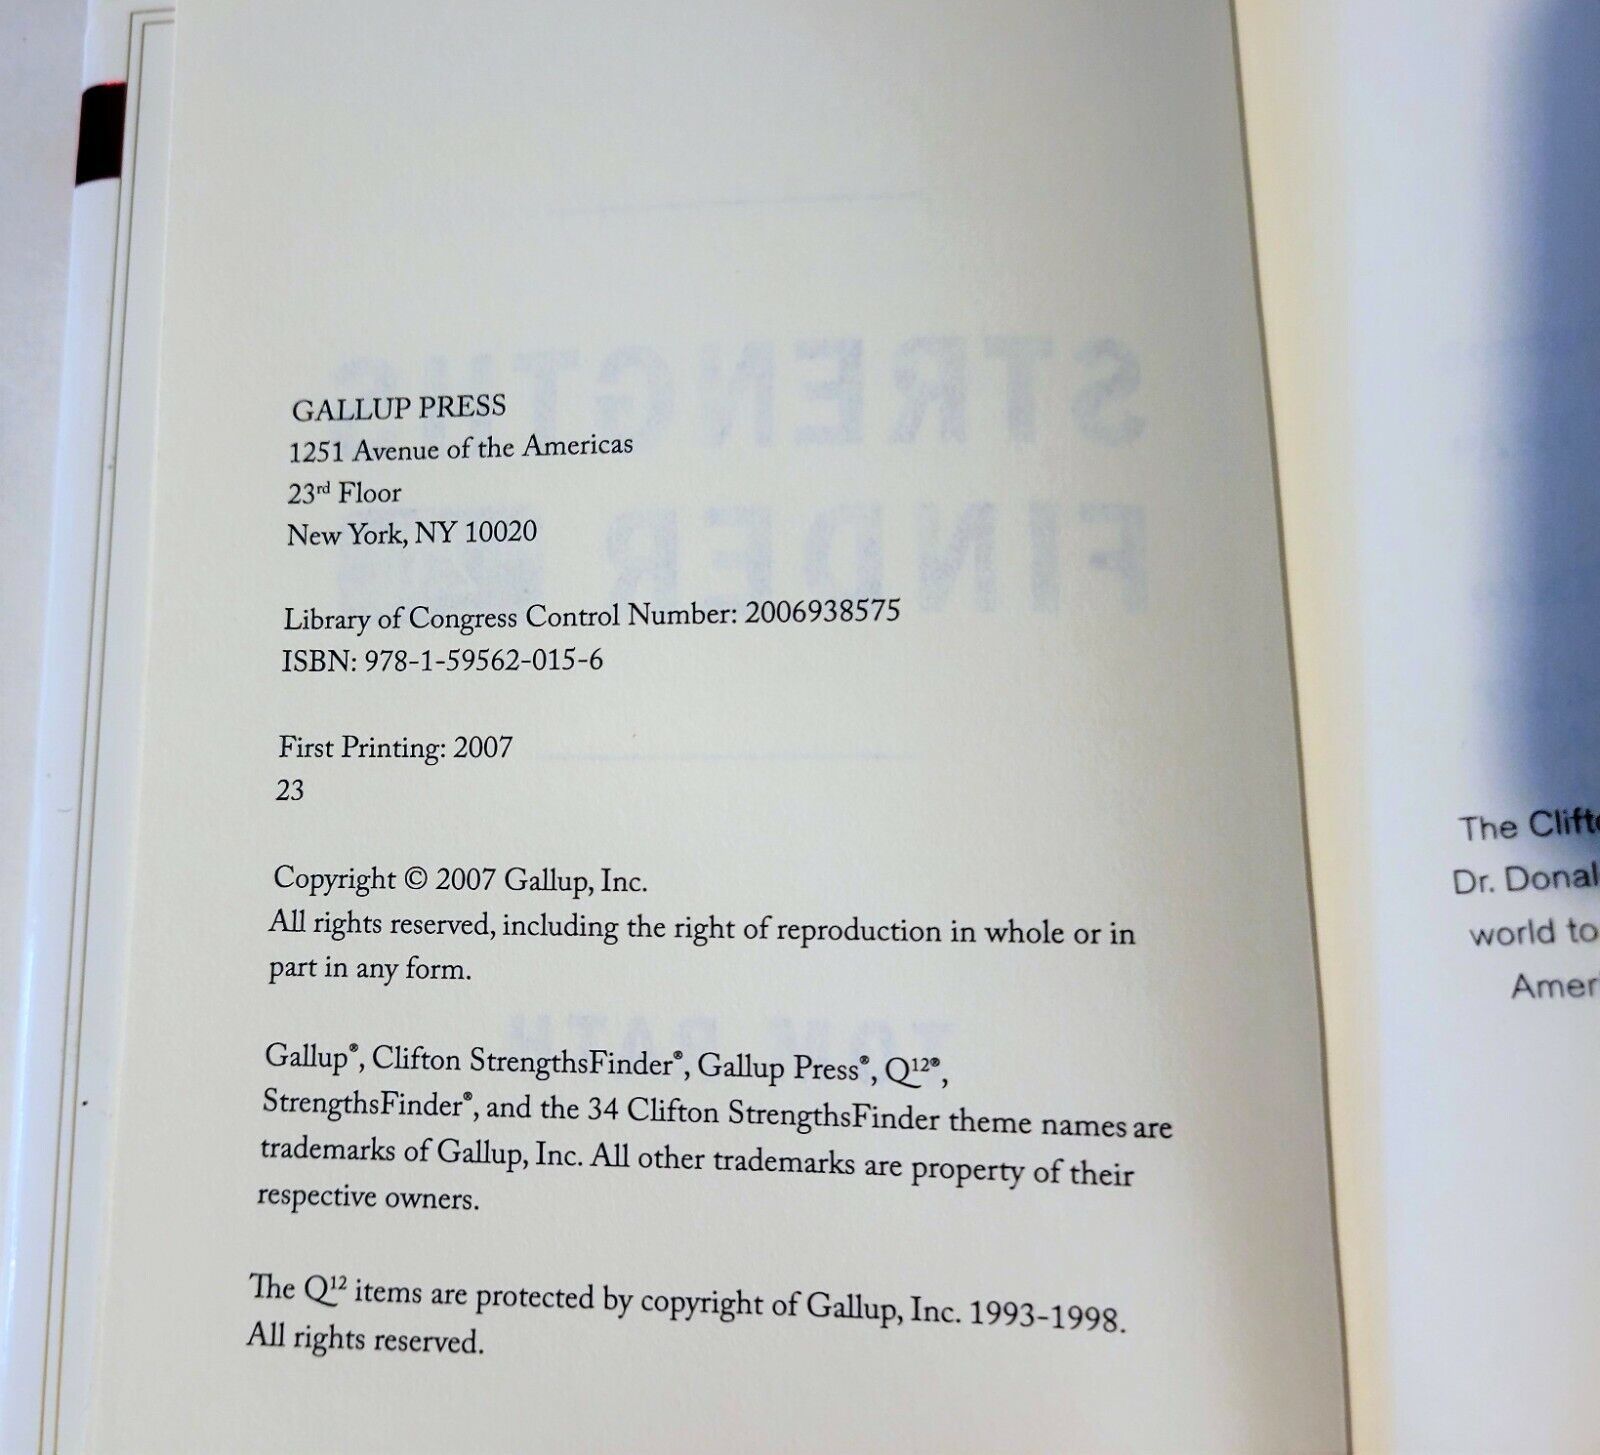 GALLUP PRESS
1251 Avenue of the Americas
23rd Floor
New York, NY 10020
Library of Congress Control Number: 2006938575
ISBN: 978-1-59562-015-6
First Printing: 2007
23
Copyright © 2007 Gallup, Inc.
All rights reserved, including the right of reproduction in whole or in
part in any form.
Gallup®, Clifton StrengthsFinder®, Gallup Press®, Q12®,
StrengthsFinder®, and the 34 Clifton StrengthsFinder theme names are
trademarks of Gallup, Inc. All other trademarks are property of their
respective owners.
The Q12 items are protected by copyright of Gallup, Inc. 1993-1998.
All rights reserved.
The
Dr.
world to